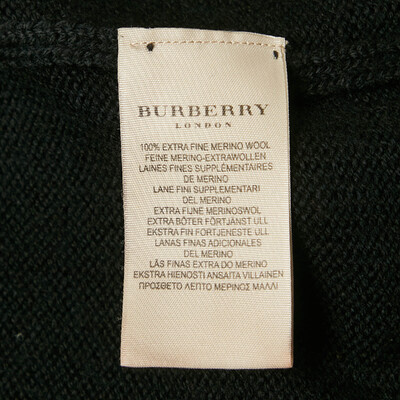 BURBERRY
LONDON
100% EXTRA FINE MERINO WOOL
FEINE MERINO-EXTRAWOLLEN
LAINES FINES SUPPLÉMENTAIRES
DE MERINO
LANE FINI SUPPLEMENTARI
DEL MERINO
EXTRA FIJNE MERINOSWOL
EXTRA BÖTER FÖRTJÄNST ULL
EKSTRA FIN FORTJENESTE ULL
LANAS FINAS ADICIONALES
DEL MERINO
LÃS FINAS EXTRA DO MERINO
EKSTRA HIENOSTI ANSAITA VILLAINEN
ΠΡΟΣΘΕΤΟ ΛΕΠΤΟ ΜΕΡΙΝΟΣ ΜΑΛΛΙ